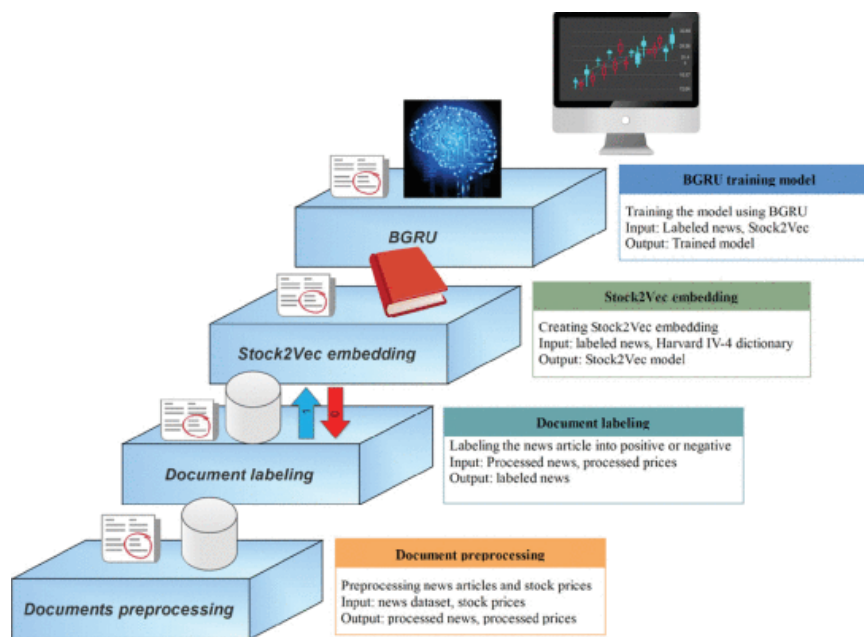 BGRU training model
Training the model using BGRU
Input: Labeled news, Stock2Vec
Output: Trained model
BGRU
Stock2Vec embedding
Creating Stock2Vec embedding
Input: labeled news, Harvard IV-4 dictionary
Output: Stock2Vec model
Stock2Vec embedding
1
0
Document labeling
Labeling the news article into positive or negative
Input: Processed news, processed prices
Output: labeled news
Document labeling
Document preprocessing
Preprocessing news articles and stock prices
Input: news dataset, stock prices
Output: processed news, processed prices
Documents preprocessing